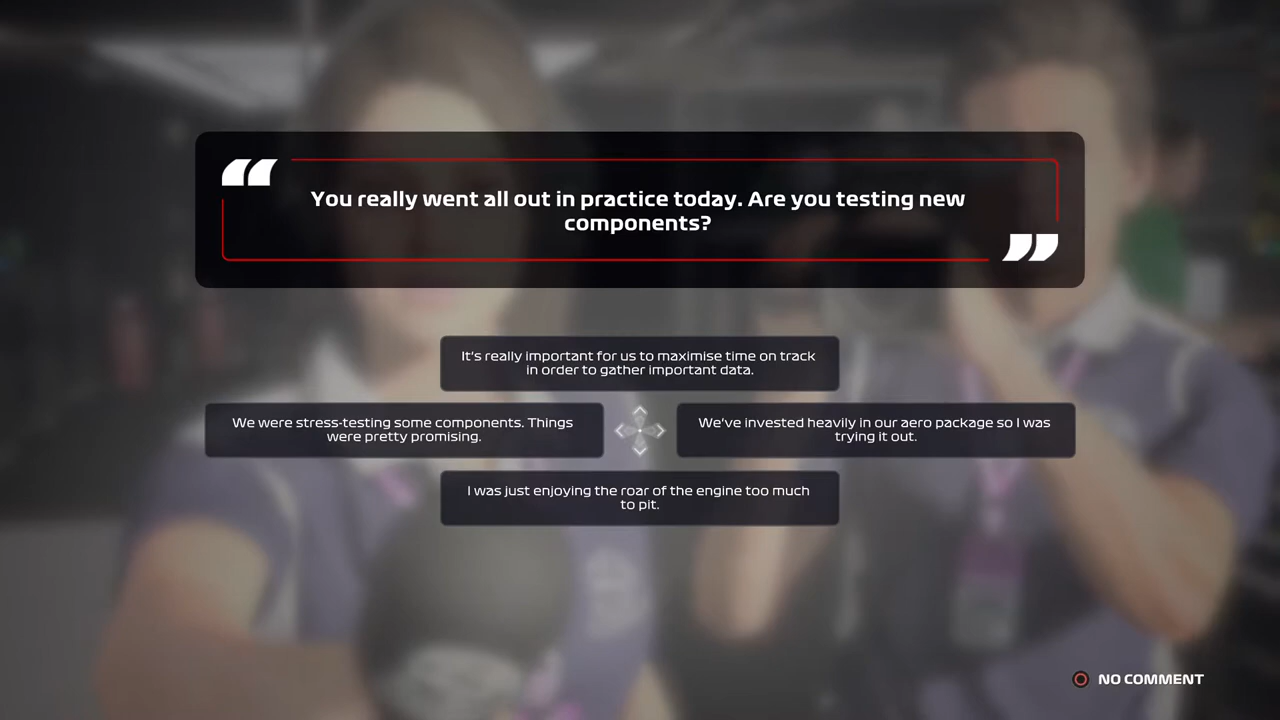 You really went all out in practice today. Are you testing new
components?
It's really important for us to maximise time on track
in order to gather important data.
We were stress-testing some components. Things
were pretty promising.
We've invested heavily in our aero package so I was
trying it out.
I was just enjoying the roar of the engine too much
to pit.
NO COMMENT